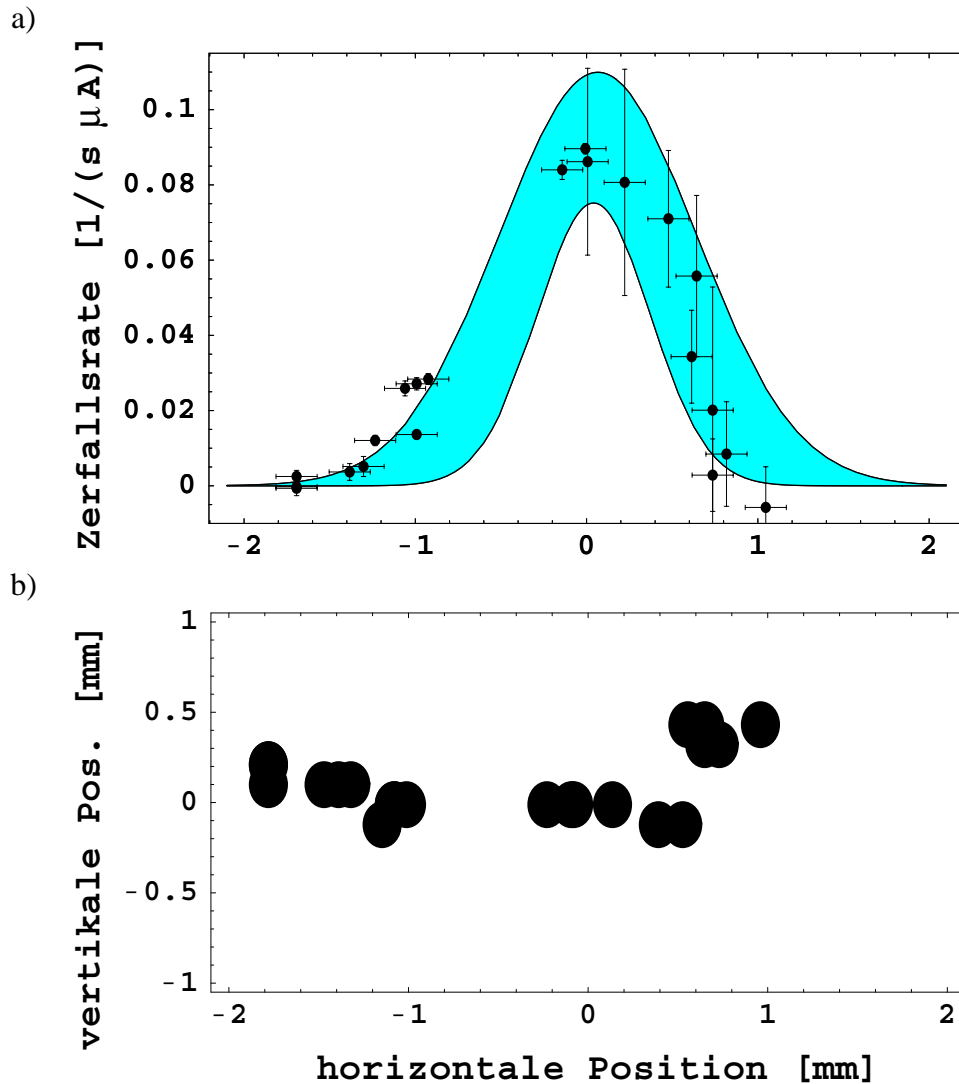 a)
Zerfallsrate [1/(s μA)]
0.1
0.08
0.06
0.04
0.02
0
-2 -1 0 1 2
b)
vertikale Pos. [mm]
1
0.5
0
-0.5
-1
-2 -1 0 1 2
horizontale Position [mm]